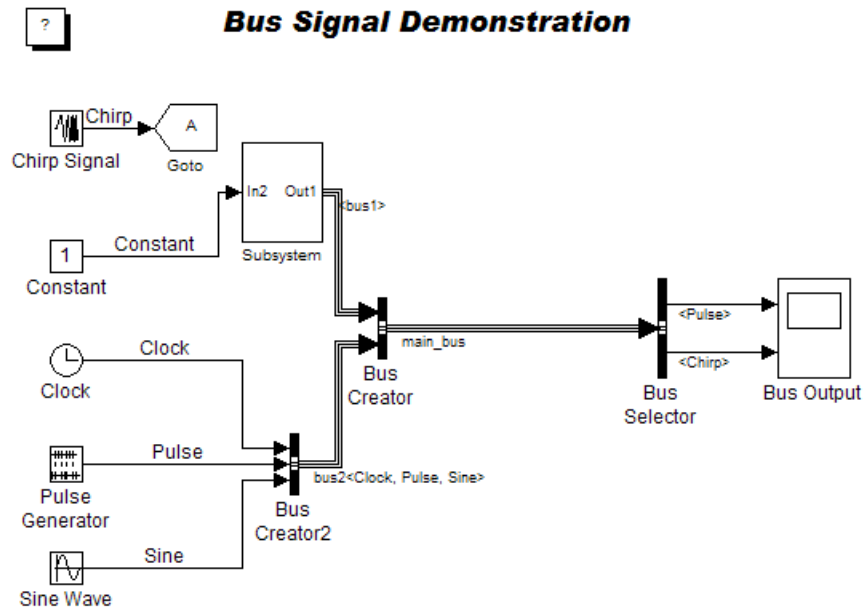 ?
Bus Signal Demonstration
Chirp
A
Chirp Signal
Goto
In2
Out1
<bus1>
Constant
1
Subsystem
Constant
Clock
main_bus
<Pulse>
<Chirp>
Clock
Bus
Creator
Bus
Selector
Bus Output
Pulse
bus2<Clock, Pulse, Sine>
Pulse
Generator
Bus
Creator2
Sine
Sine Wave